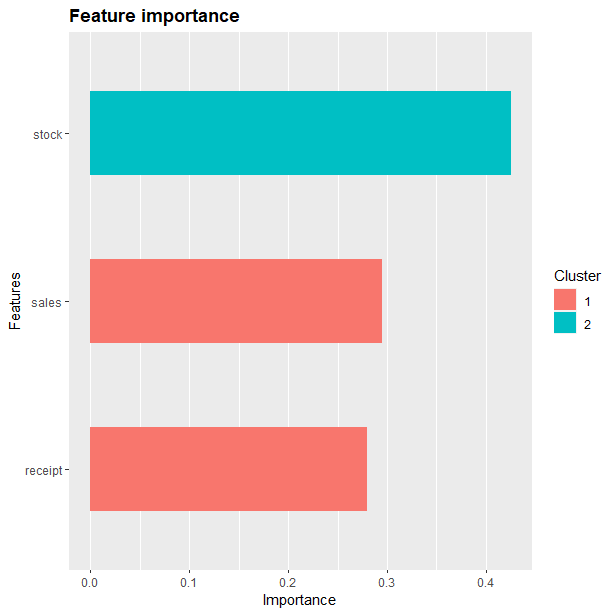 Feature importance
stock
sales
receipt
Features
0.0 0.1 0.2 0.3 0.4
Importance
Cluster
1
2